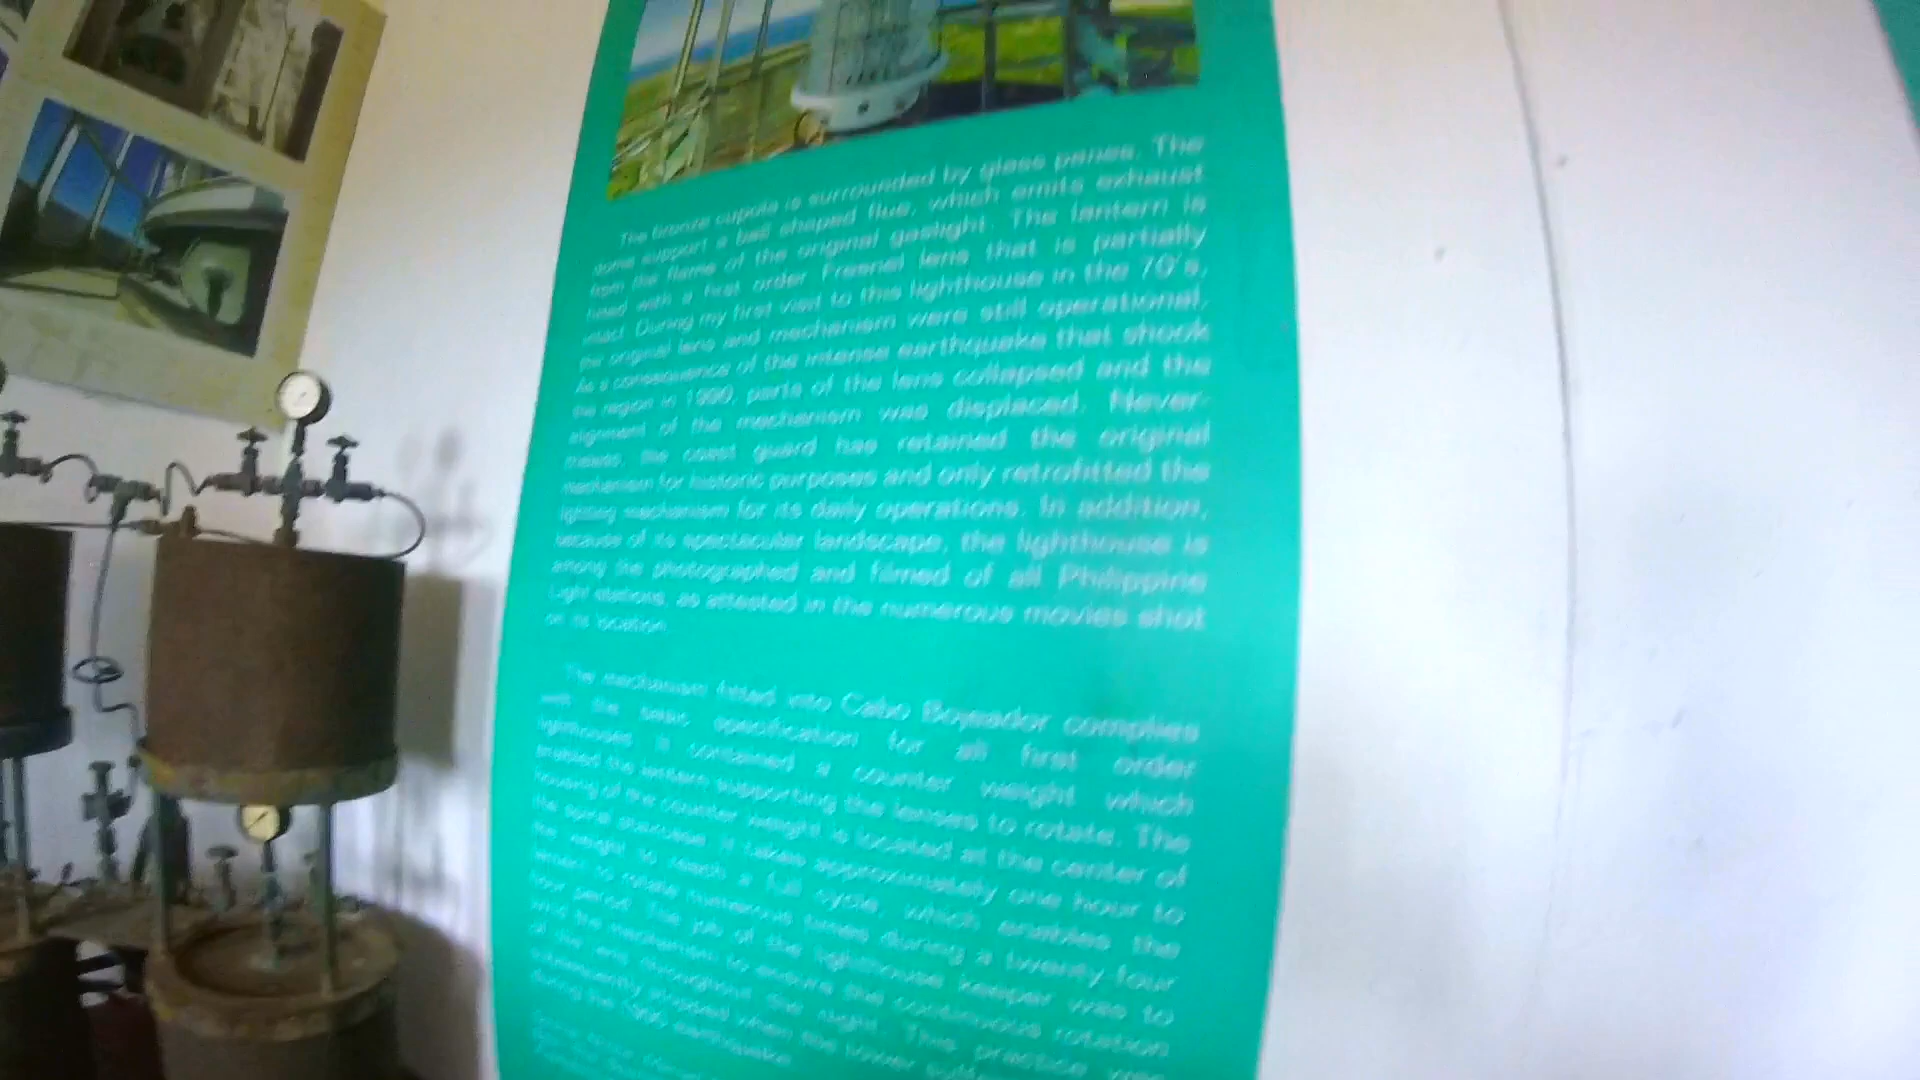 The bronze cupola is surrounded by glass panes. The
dome support a bell shaped flue, which emits exhaust
from the flame of the original gaslight. The lantern is
fitted with a first order Fresnel lens that is partially
intact. During my first visit to this lighthouse in the 70's,
the original lens and mechanism were still operational.
As a consequence of the intense earthquake that shook
the region in 1990, parts of the lens collapsed and the
alignment of the mechanism was displaced. Never-
theless, the coast guard has retained the original
mechanism for historic purposes and only retrofitted the
lighting mechanism for its daily operations. In addition,
because of its spectacular landscape, the lighthouse is
among the photographed and filmed of all Philippine
Light stations, as attested in the numerous movies shot
on its location.
The mechanism fitted into Cabo Bojeador complies
with the basic specification for all first order
lighthouses. It contained a counter weight which
enabled the lantern supporting the lenses to rotate. The
housing of the counter weight is located at the center of
the spiral staircase. It takes approximately one hour to
the weight to reach a full cycle, which enables the
lenses to rotate numerous times during a twenty four
hour period. The job of the lighthouse keeper was to
wind the mechanism to ensure the continuous rotation
of the lens throughout the night. This practice was
subsequently stopped when the tower
during the 1990 earthquake.